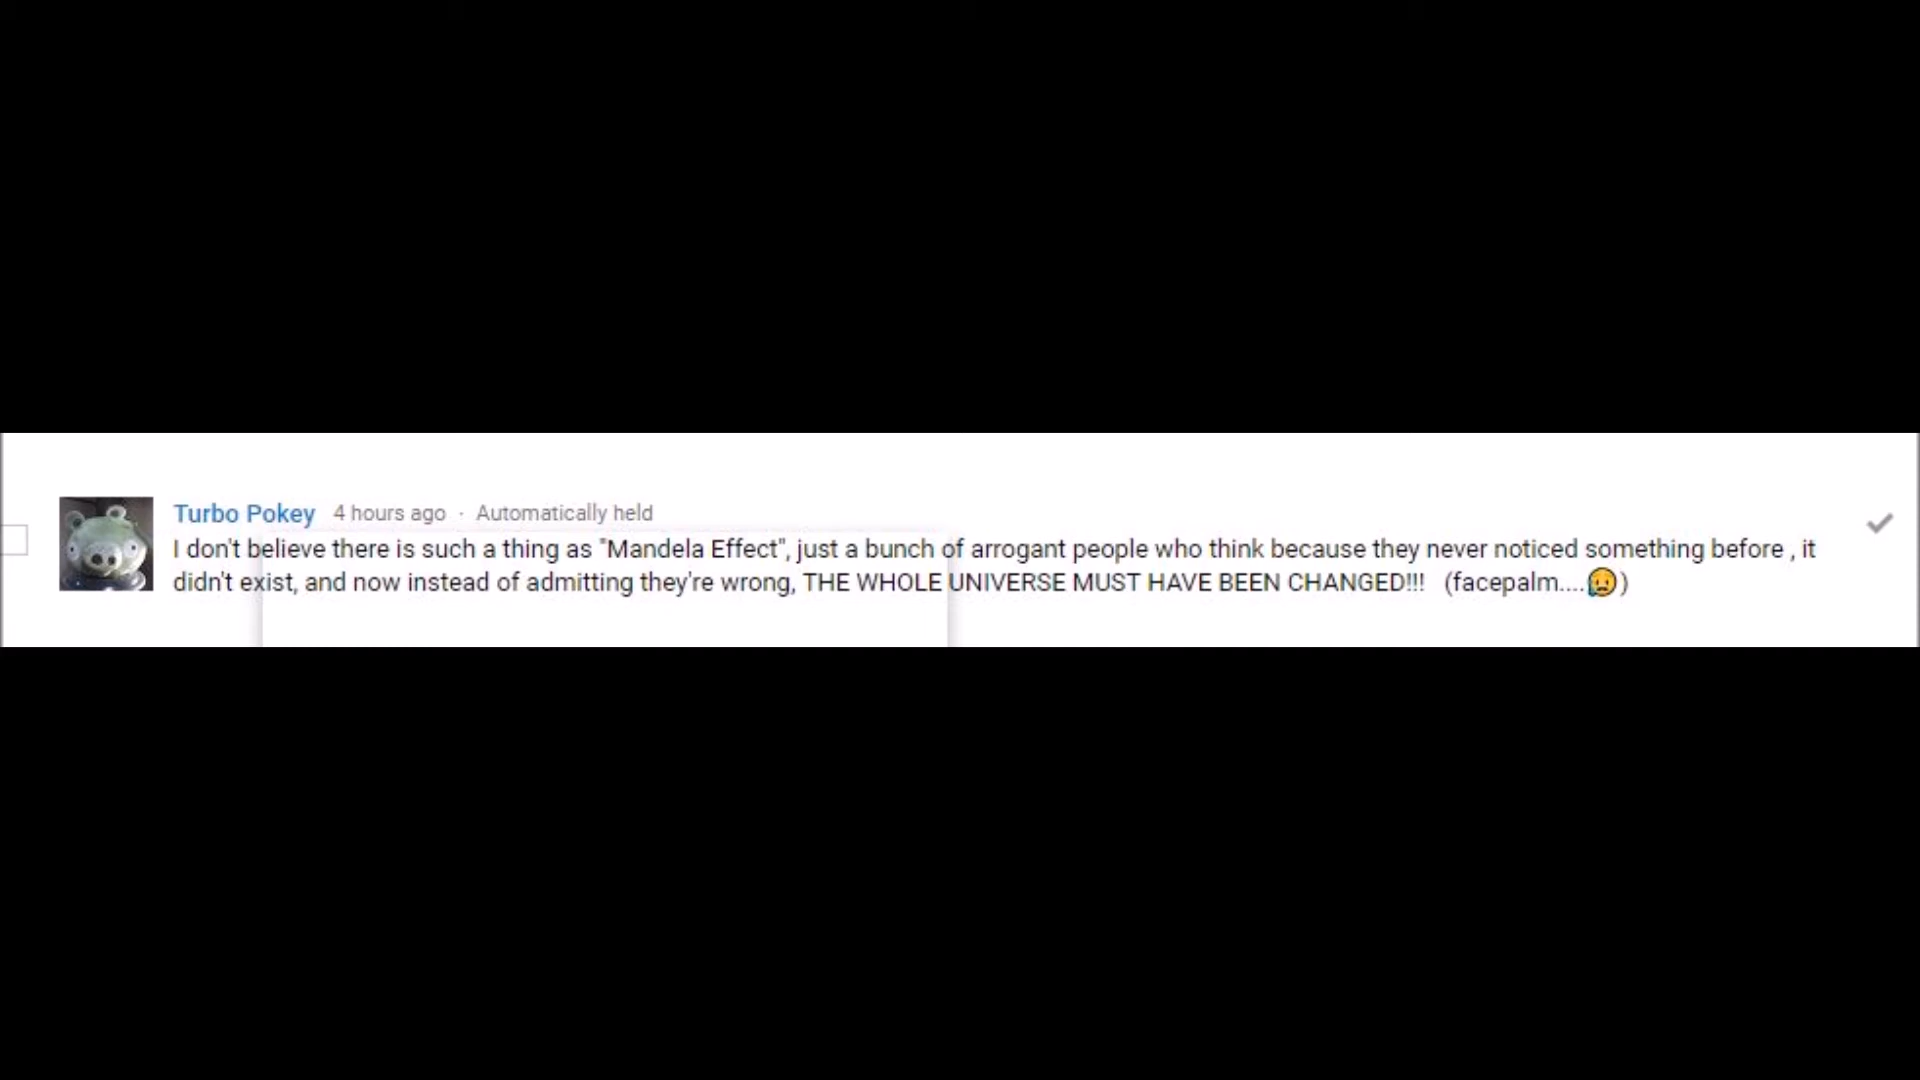 Turbo Pokey 4 hours ago · Automatically held
I don't believe there is such a thing as "Mandela Effect", just a bunch of arrogant people who think because they never noticed something before , it
didn't exist, and now instead of admitting they're wrong, THE WHOLE UNIVERSE MUST HAVE BEEN CHANGED!!! (facepalm....😥)